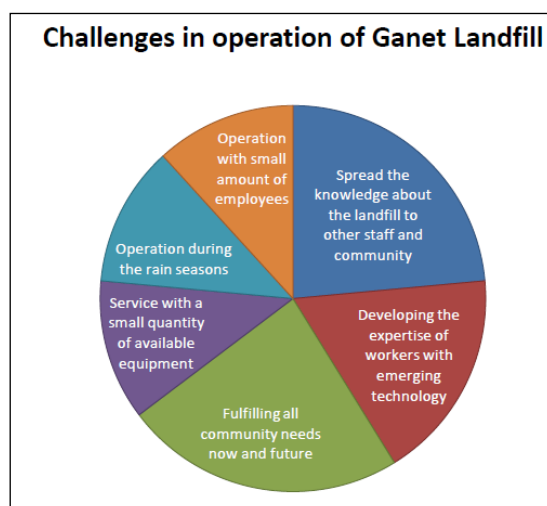 Challenges in operation of Ganet Landfill
Operation
with small
amount of
employees
Spread the
knowledge about
the landfill to
other staff and
community
Operation during
the rain seasons
Service with a
small quantity
of available
equipment
Developing the
expertise of
workers with
emerging
technology
Fulfilling all
community needs
now and future